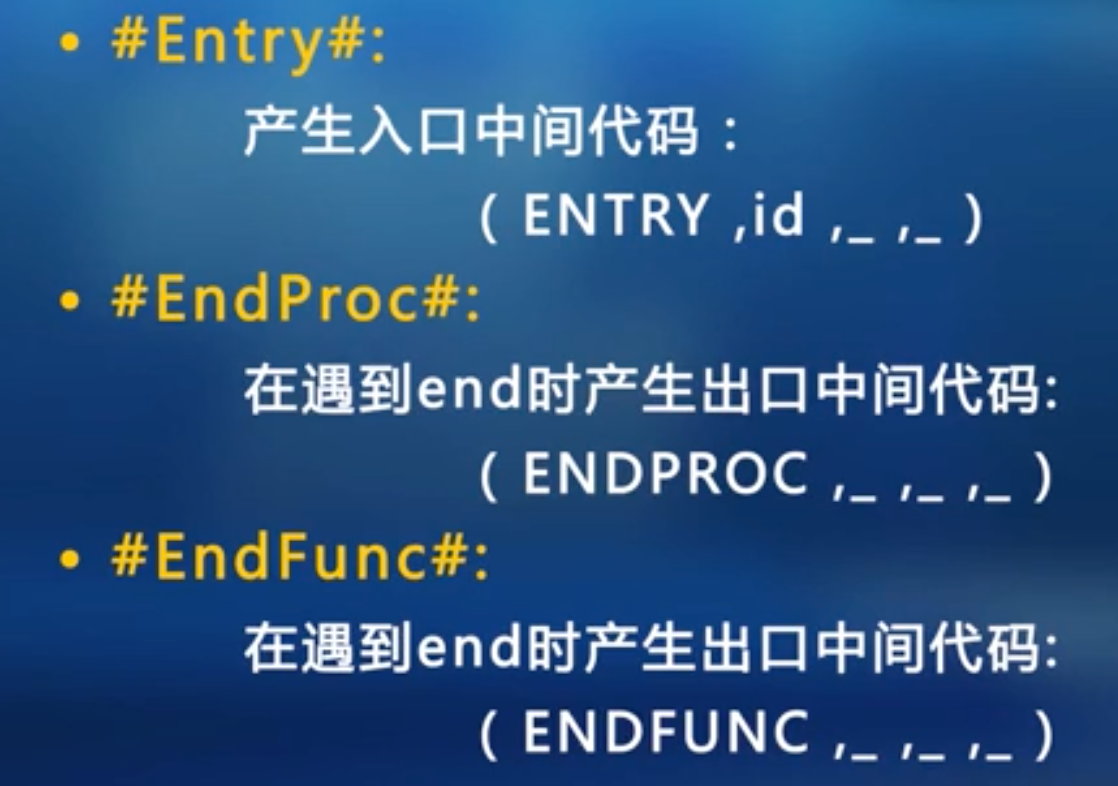 • #Entry#:
产生入口中间代码：
( ENTRY ,id ,_ ,_ )
• #EndProc#:
在遇到end时产生出口中间代码:
( ENDPROC ,_ ,_ ,_ )
• #EndFunc#:
在遇到end时产生出口中间代码:
( ENDFUNC ,_ ,_ ,_ )